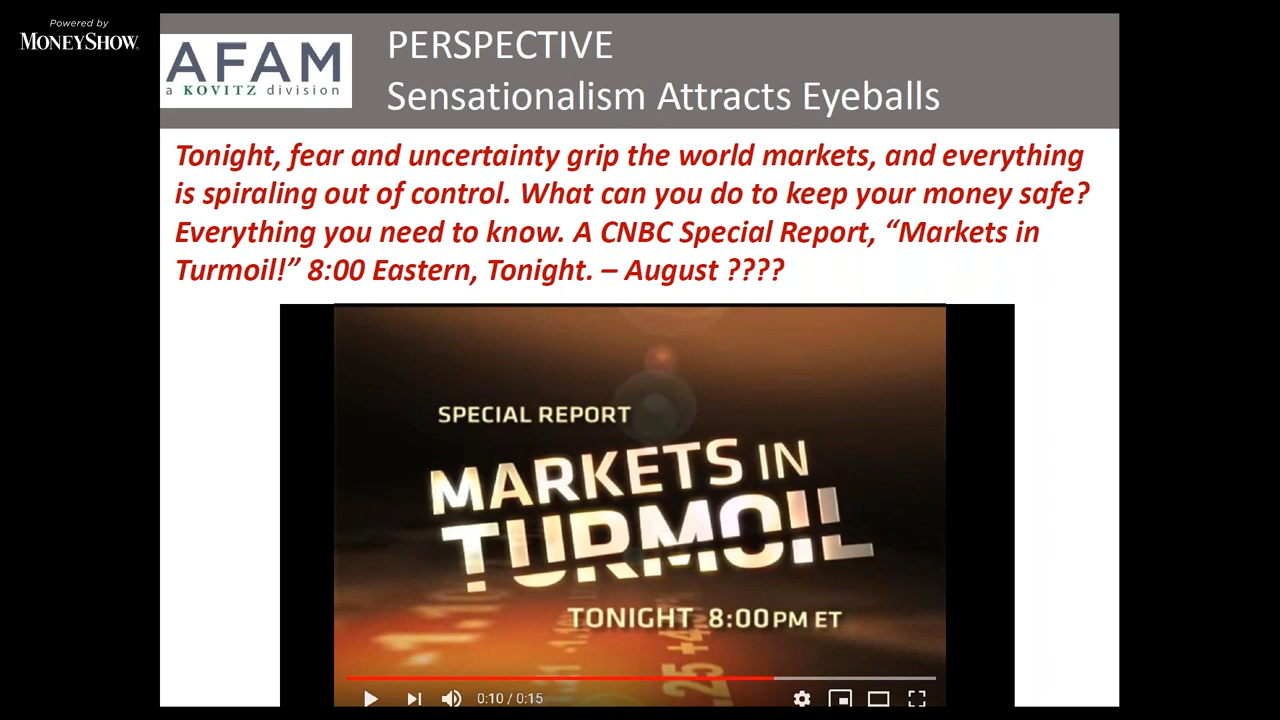 Powered by
MONEYSHOW.
AFAM
a KOVITZ division
PERSPECTIVE
Sensationalism Attracts Eyeballs
Tonight, fear and uncertainty grip the world markets, and everything
is spiraling out of control. What can you do to keep your money safe?
Everything you need to know. A CNBC Special Report, “Markets in
Turmoil!” 8:00 Eastern, Tonight. – August ????
SPECIAL REPORT
MARKETS IN
TURMOIL
TONIGHT 8:00PM ET
0:10 / 0:15